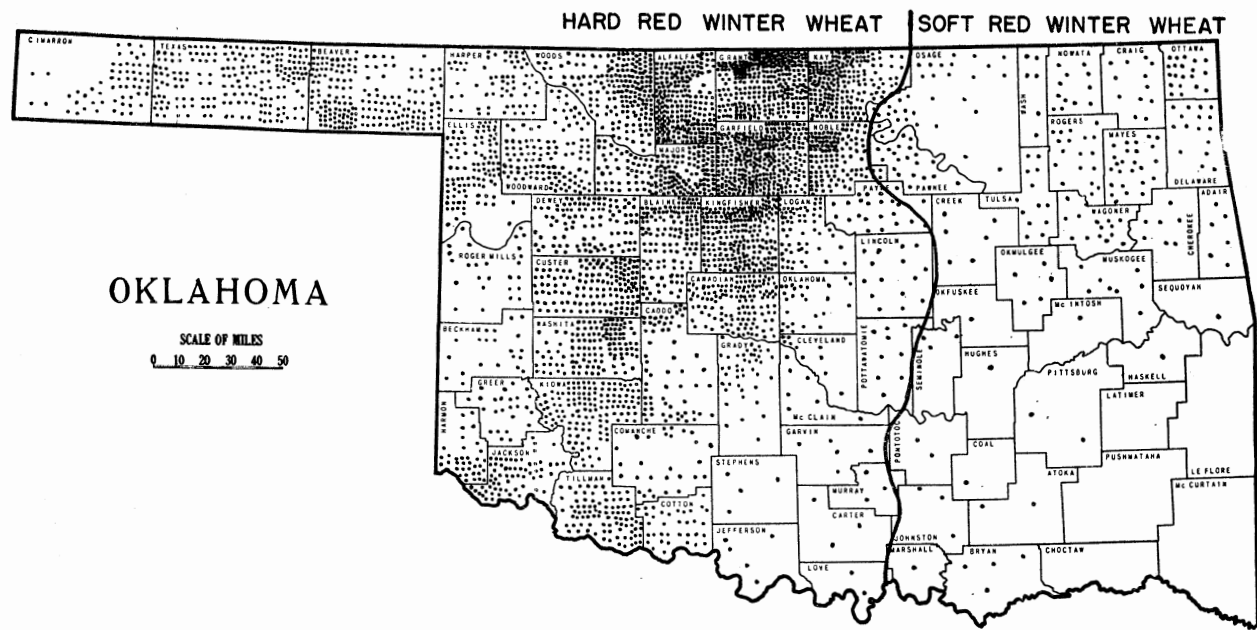 HARD RED WINTER WHEAT SOFT RED WINTER WHEAT
CIMARRON TEXAS BEAVER HARPER WOODS ALFALFA GRANT KAY OSAGE NOWATA CRAIG OTTAWA
WASH
ELLIS WOODWARD MAJOR GARFIELD NOBLE ROGERS MAYES DELAWARE
PAYNE PAWNEE ADAIR
DEWEY BLAINE KINGFISHER LOGAN CREEK TULSA WAGONER CHEROKEE
ROGER MILLS CUSTER LINCOLN OKMULGEE MUSKOGEE
CANADIAN OKLAHOMA OKFUSKEE SEQUOYAH
OKLAHOMA
CADDO Mc INTOSH
SCALE OF MILES
0 10 20 30 40 50
BECKHAM WASHITA GRADY CLEVELAND POTTAWATOMIE SEMINOLE HUGHES
PITTSBURG HASKELL
GREER KIOWA LATIMER
HARMON Mc CLAIN
COMANCHE GARVIN PONTOTOC COAL
JACKSON STEPHENS PUSHMATAHA
TILLMAN ATOKA LE FLORE
MURRAY Mc CURTAIN
COTTON CARTER
JEFFERSON JOHNSTON
MARSHALL BRYAN CHOCTAW
LOVE